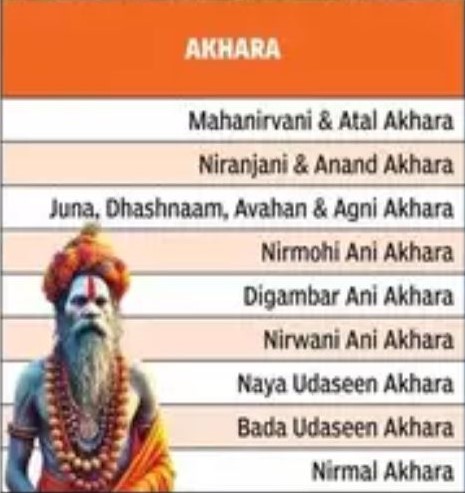 AKHARA
Mahanirvani & Atal Akhara
Niranjani & Anand Akhara
Juna, Dhashnaam, Avahan & Agni Akhara
Nirmohi Ani Akhara
Digambar Ani Akhara
Nirwani Ani Akhara
Naya Udaseen Akhara
Bada Udaseen Akhara
Nirmal Akhara